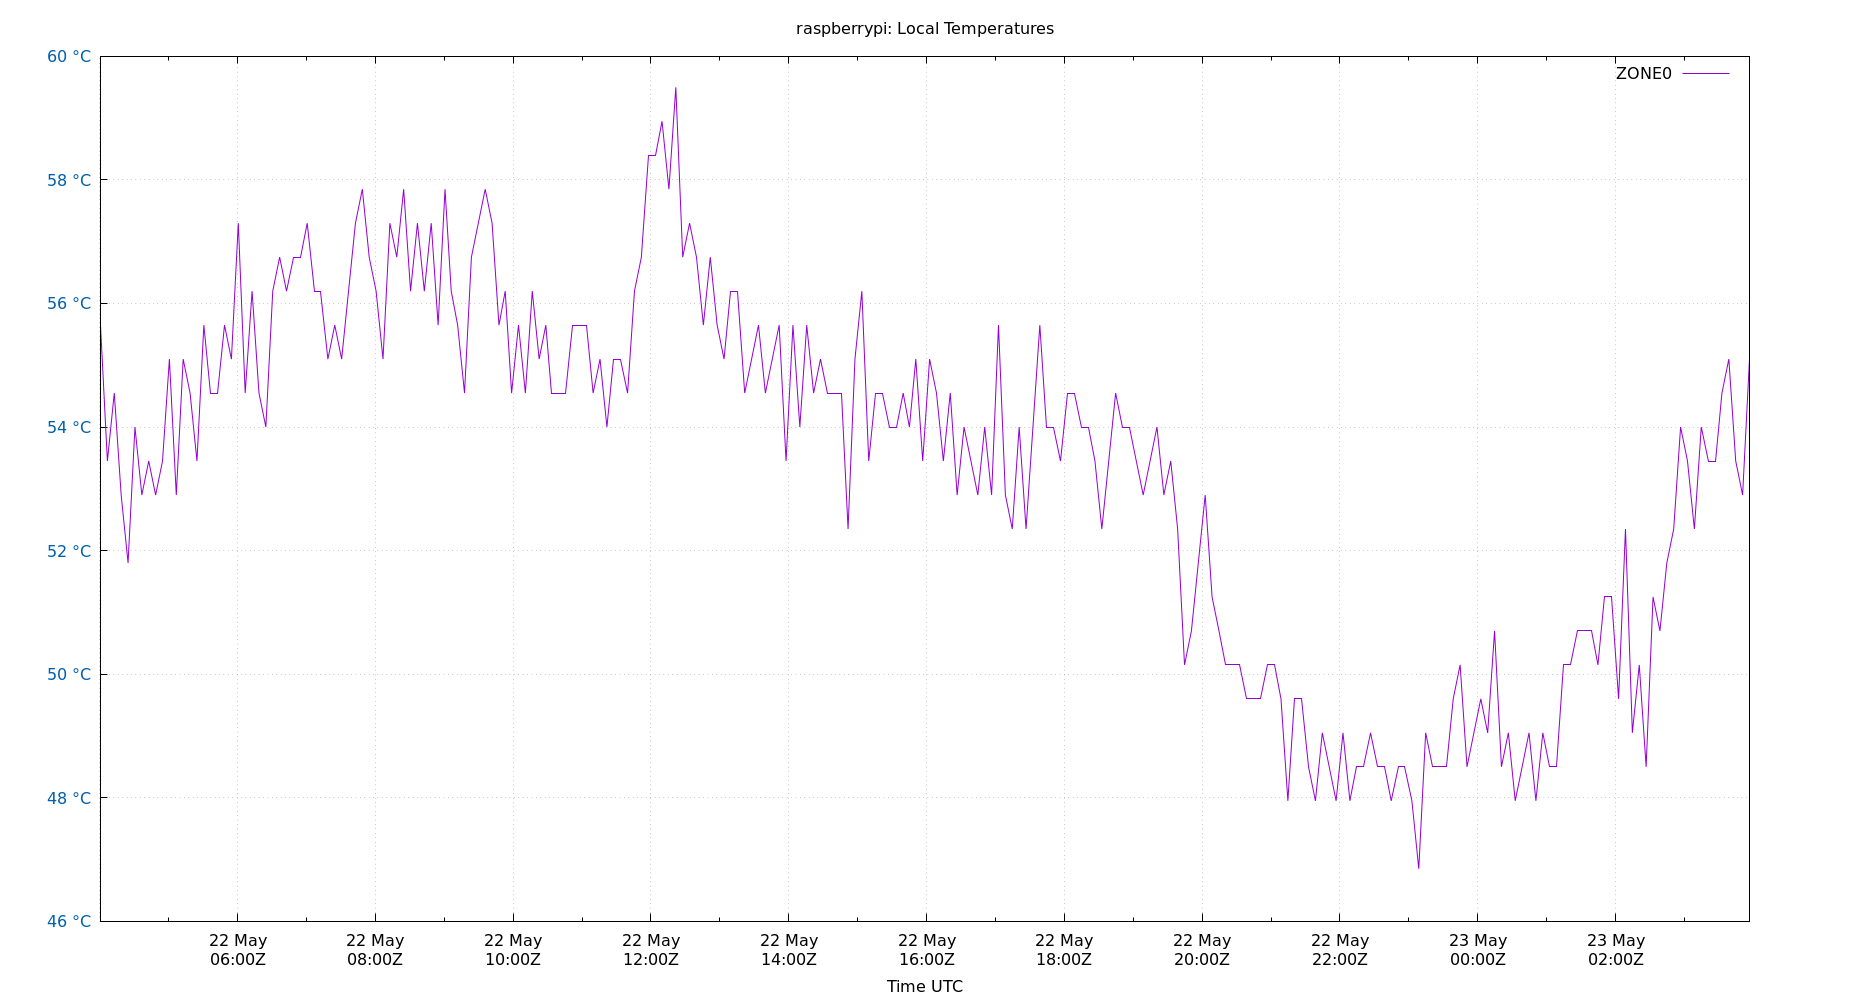 raspberrypi: Local Temperatures
ZONE0
60 °C
58 °C
56 °C
54 °C
52 °C
50 °C
48 °C
46 °C
22 May
06:00Z
22 May
08:00Z
22 May
10:00Z
22 May
12:00Z
22 May
14:00Z
22 May
16:00Z
22 May
18:00Z
22 May
20:00Z
22 May
22:00Z
23 May
00:00Z
23 May
02:00Z
Time UTC